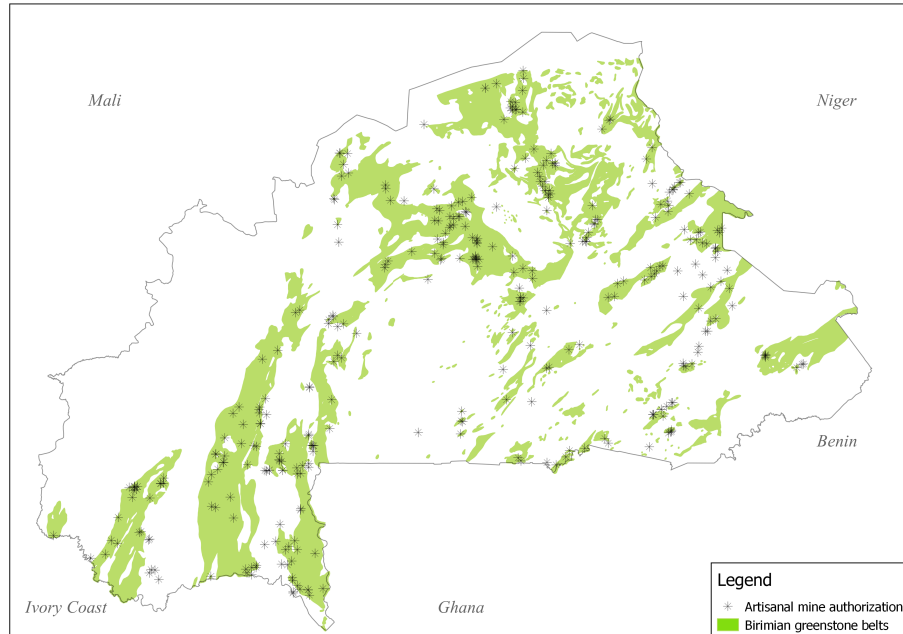 Mali
Niger
Benin
Ivory Coast
Ghana
Legend
Artisanal mine authorization
Birimian greenstone belts